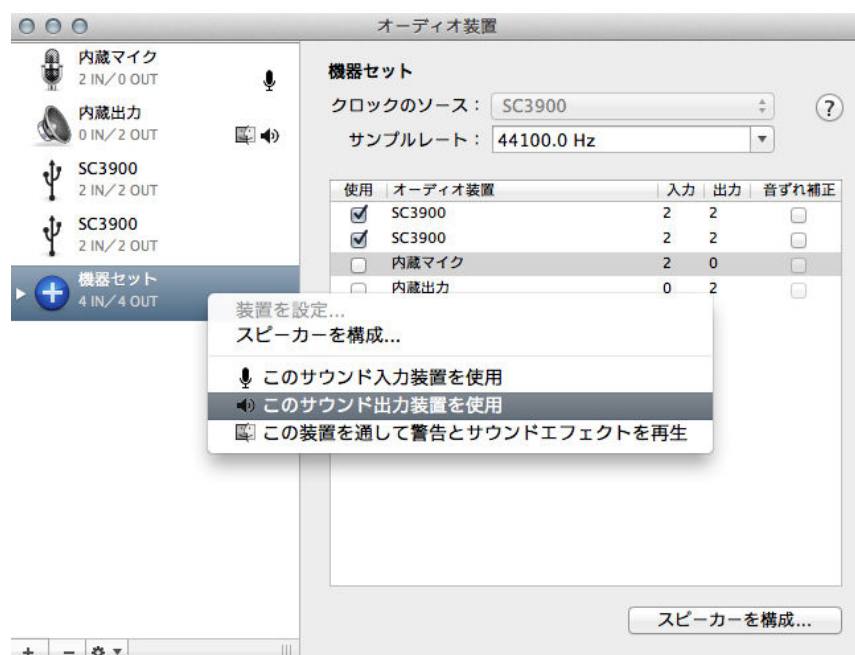 オーディオ装置
内蔵マイク
2 IN/0 OUT
内蔵出力
0 IN/2 OUT
SC3900
2 IN/2 OUT
SC3900
2 IN/2 OUT
機器セット
4 IN/4 OUT
機器セット
クロックのソース： SC3900
?
サンプルレート： 44100.0 Hz
使用 オーディオ装置 入力 出力 音ずれ補正
SC3900 2 2
SC3900 2 2
内蔵マイク 2 0
内蔵出力 0 2
装置を設定...
スピーカーを構成...
このサウンド入力装置を使用
このサウンド出力装置を使用
この装置を通して警告とサウンドエフェクトを再生
スピーカーを構成...